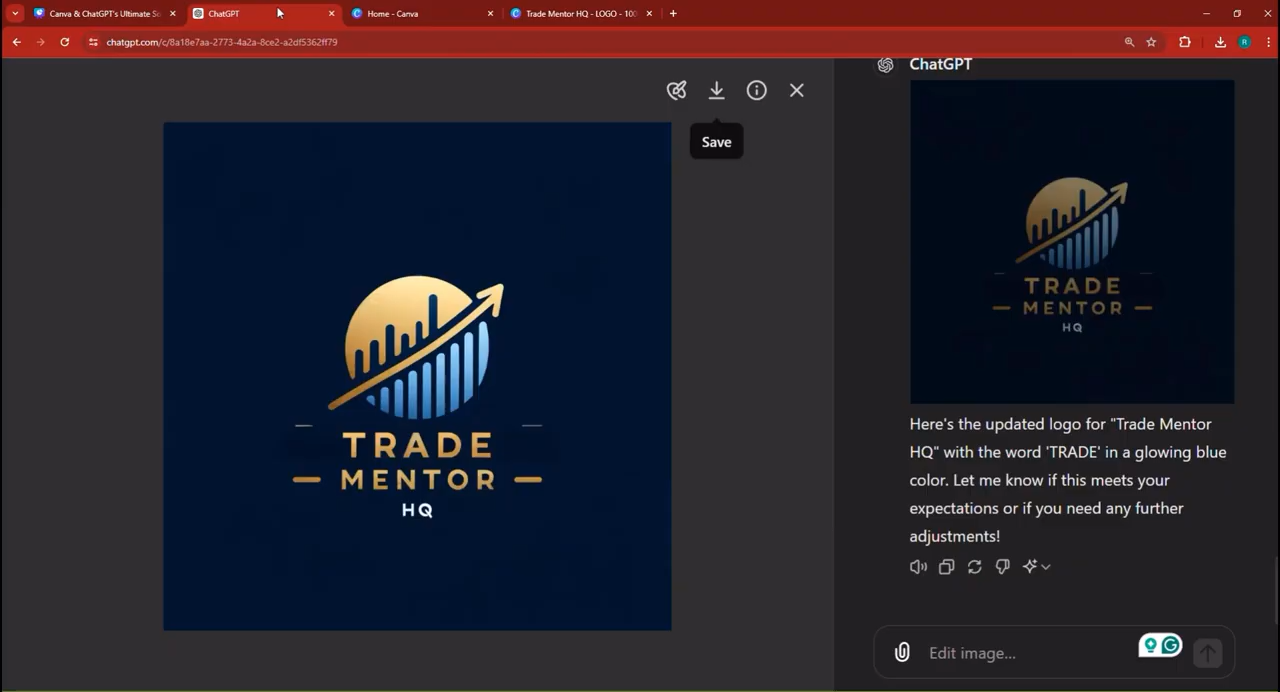 Canva & ChatGPT's Ultimate So
ChatGPT
Home - Canva
Trade Mentor HQ - LOGO - 100
chatgpt.com/c/8a18e7aa-2773-4a2a-8ce2-a2df5362ff79
R
Save
TRADE
MENTOR
HQ
ChatGPT
TRADE
MENTOR
HQ
Here's the updated logo for "Trade Mentor
HQ" with the word 'TRADE' in a glowing blue
color. Let me know if this meets your
expectations or if you need any further
adjustments!
Edit image...